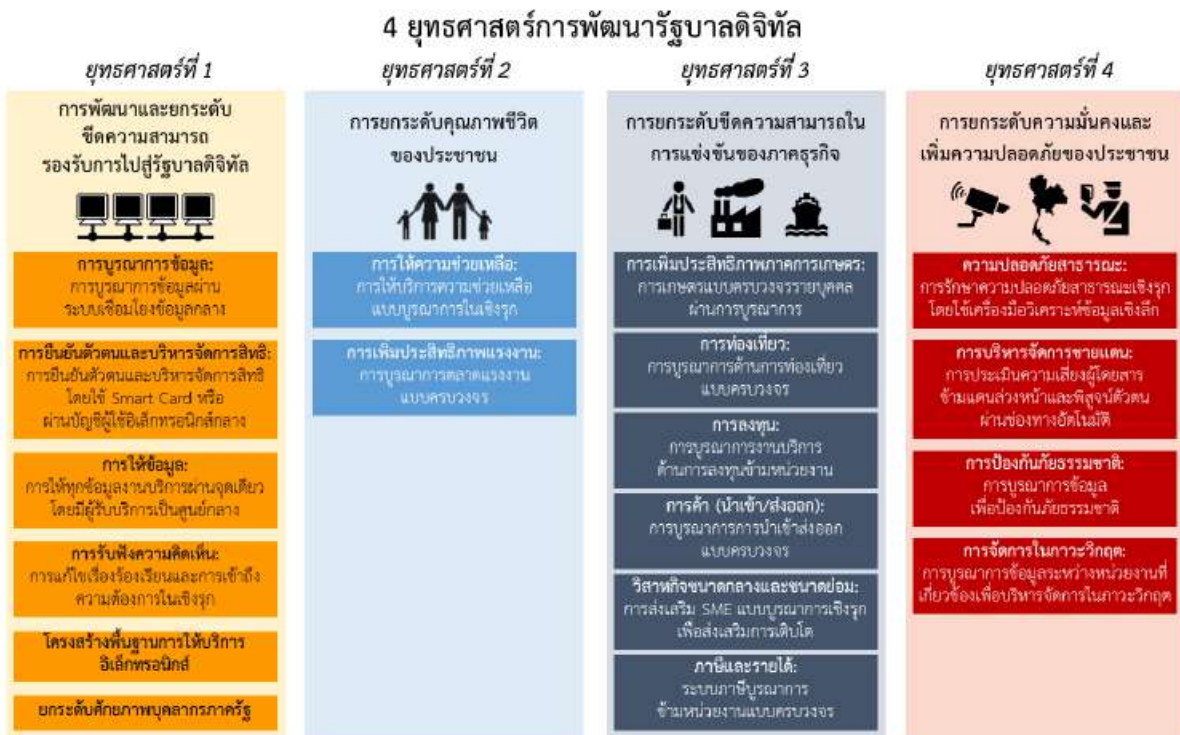 4 ยุทธศาสตร์การพัฒนารัฐบาลดิจิทัล
ยุทธศาสตร์ที่ 1
การพัฒนาและยกระดับ
ขีดความสามารถ
รองรับการไปสู่รัฐบาลดิจิทัล
การบูรณาการข้อมูล:
การบูรณาการข้อมูลผ่าน
ระบบเชื่อมโยงข้อมูลกลาง
การยืนยันตัวตนและบริหารจัดการสิทธิ:
การยืนยันตัวตนและบริหารจัดการสิทธิ
โดยใช้ Smart Card หรือ
ผ่านบัญชีผู้ใช้อิเล็กทรอนิกส์กลาง
การให้ข้อมูล:
การให้ทุกข้อมูลงานบริการผ่านจุดเดียว
โดยมีผู้รับบริการเป็นศูนย์กลาง
การรับฟังความคิดเห็น:
การแก้ไขเรื่องร้องเรียนและการเข้าถึง
ความต้องการในเชิงรุก
โครงสร้างพื้นฐานการให้บริการ
อิเล็กทรอนิกส์
ยกระดับศักยภาพบุคลากรภาครัฐ
ยุทธศาสตร์ที่ 2
การยกระดับคุณภาพชีวิต
ของประชาชน
การให้ความช่วยเหลือ:
การให้บริการความช่วยเหลือ
แบบบูรณาการในเชิงรุก
การเพิ่มประสิทธิภาพแรงงาน:
การบูรณาการตลาดแรงงาน
แบบครบวงจร
ยุทธศาสตร์ที่ 3
การยกระดับขีดความสามารถใน
การแข่งขันของภาคธุรกิจ
การเพิ่มประสิทธิภาพภาคการเกษตร:
การเกษตรแบบครบวงจรรายบุคคล
ผ่านการบูรณาการ
การท่องเที่ยว:
การบูรณาการด้านการท่องเที่ยว
แบบครบวงจร
การลงทุน:
การบูรณาการงานบริการ
ด้านการลงทุนข้ามหน่วยงาน
การค้า (นำเข้า/ส่งออก):
การบูรณาการการนำเข้าส่งออก
แบบครบวงจร
วิสาหกิจขนาดกลางและขนาดย่อม:
การส่งเสริม SME แบบบูรณาการเชิงรุก
เพื่อส่งเสริมการเติบโต
ภาษีและรายได้:
ระบบภาษีบูรณาการ
ข้ามหน่วยงานแบบครบวงจร
ยุทธศาสตร์ที่ 4
การยกระดับความมั่นคงและ
เพิ่มความปลอดภัยของประชาชน
ความปลอดภัยสาธารณะ:
การรักษาความปลอดภัยสาธารณะเชิงรุก
โดยใช้เครื่องมือวิเคราะห์ข้อมูลเชิงลึก
การบริหารจัดการชายแดน:
การประเมินความเสี่ยงผู้โดยสาร
ข้ามแดนล่วงหน้าและพิสูจน์ตัวตน
ผ่านช่องทางอัตโนมัติ
การป้องกันภัยธรรมชาติ:
การบูรณาการข้อมูล
เพื่อป้องกันภัยธรรมชาติ
การจัดการในภาวะวิกฤต:
การบูรณาการข้อมูลระหว่างหน่วยงานที่
เกี่ยวข้องเพื่อบริหารจัดการในภาวะวิกฤต